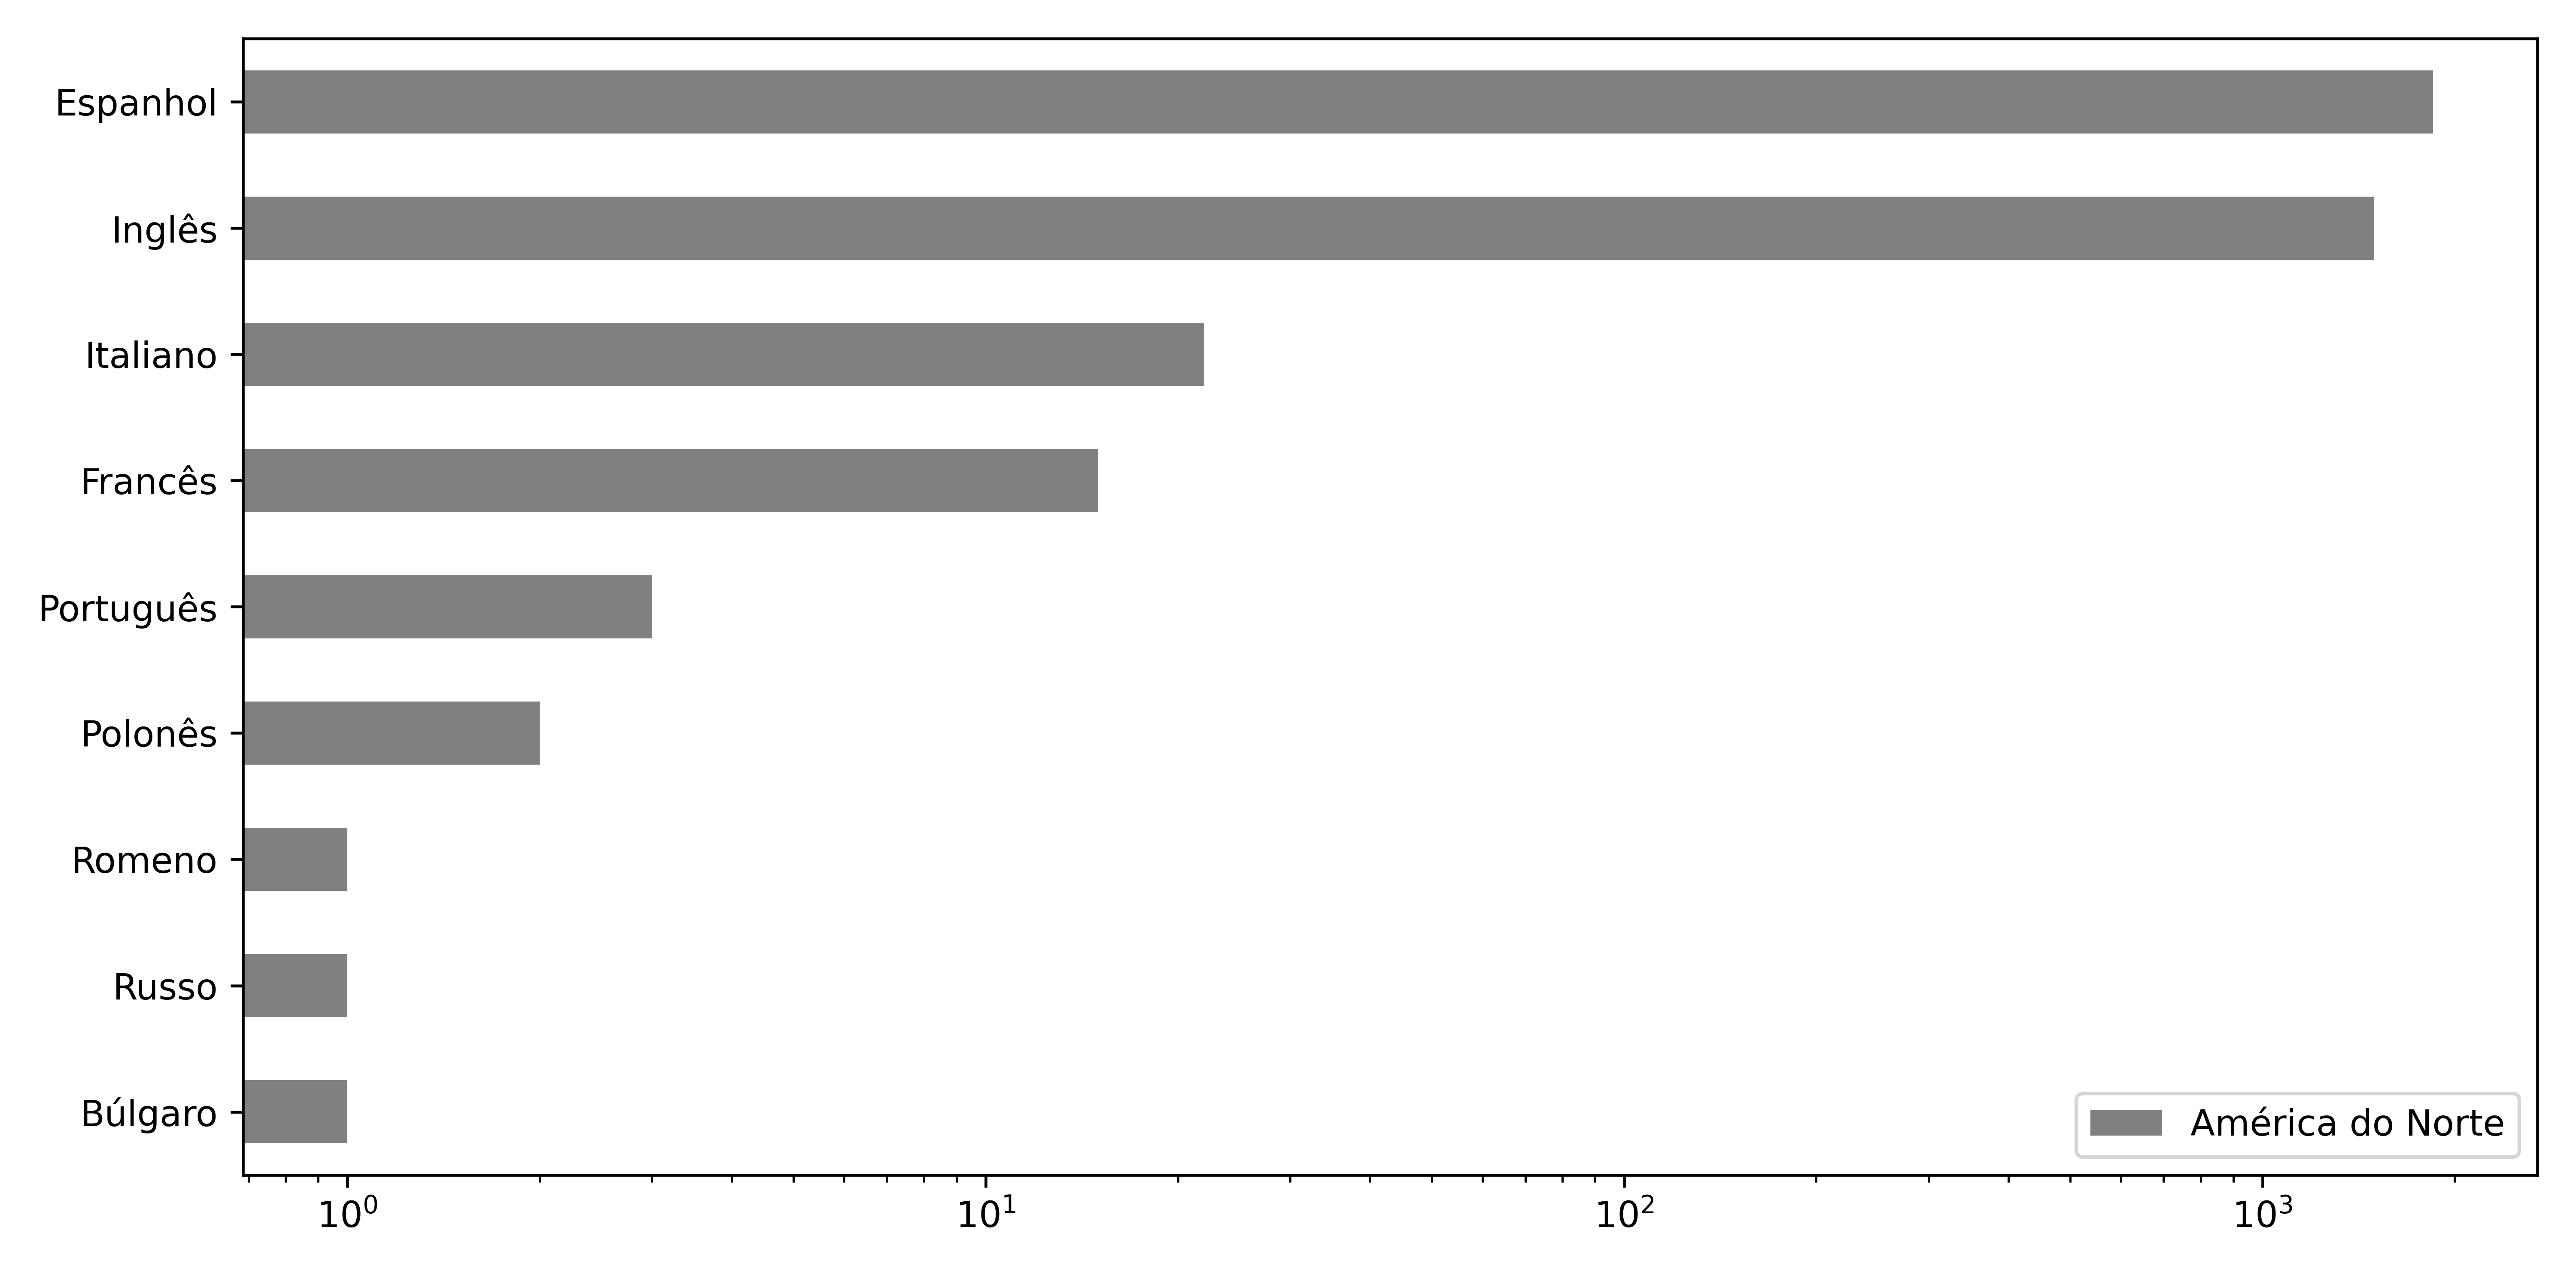 Espanhol
Inglês
Italiano
Francês
Português
Polonês
Romeno
Russo
Búlgaro
América do Norte
10⁰ 10¹ 10² 10³